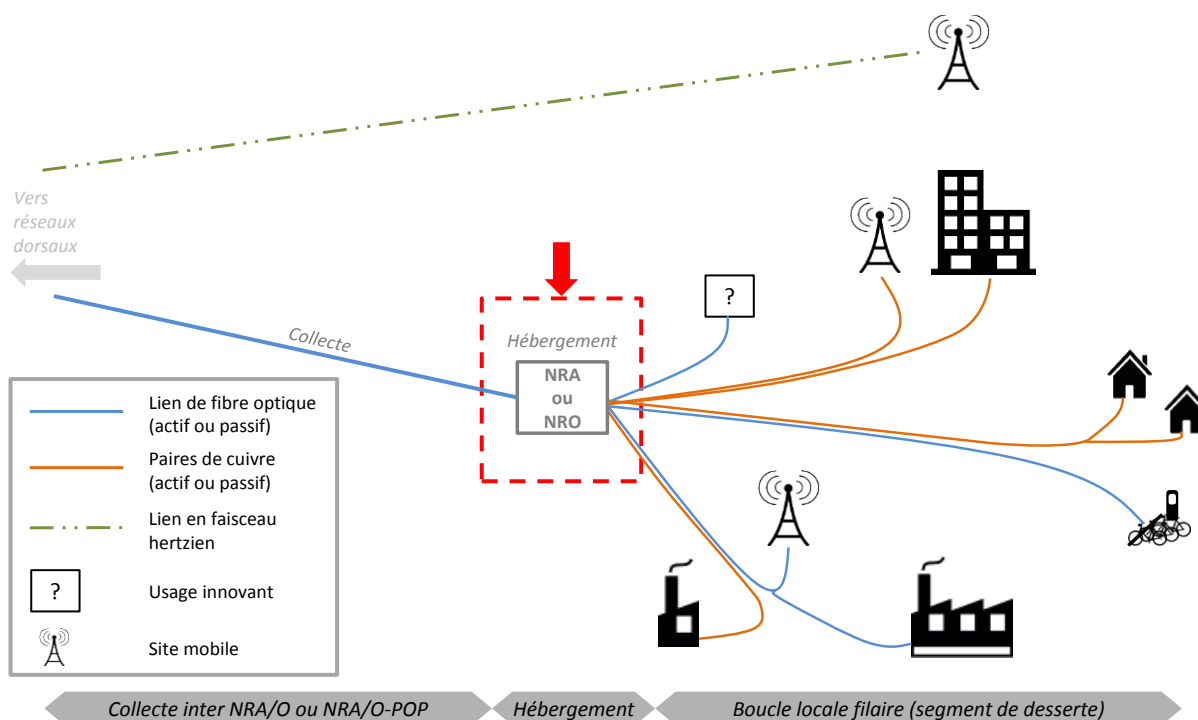 Vers
réseaux
dorsaux
Collecte
Hébergement
NRA
ou
NRO
?
Lien de fibre optique
(actif ou passif)
Paires de cuivre
(actif ou passif)
Lien en faisceau
hertzien
?
Usage innovant
Site mobile
Collecte inter NRA/O ou NRA/O-POP
Hébergement
Boucle locale filaire (segment de desserte)